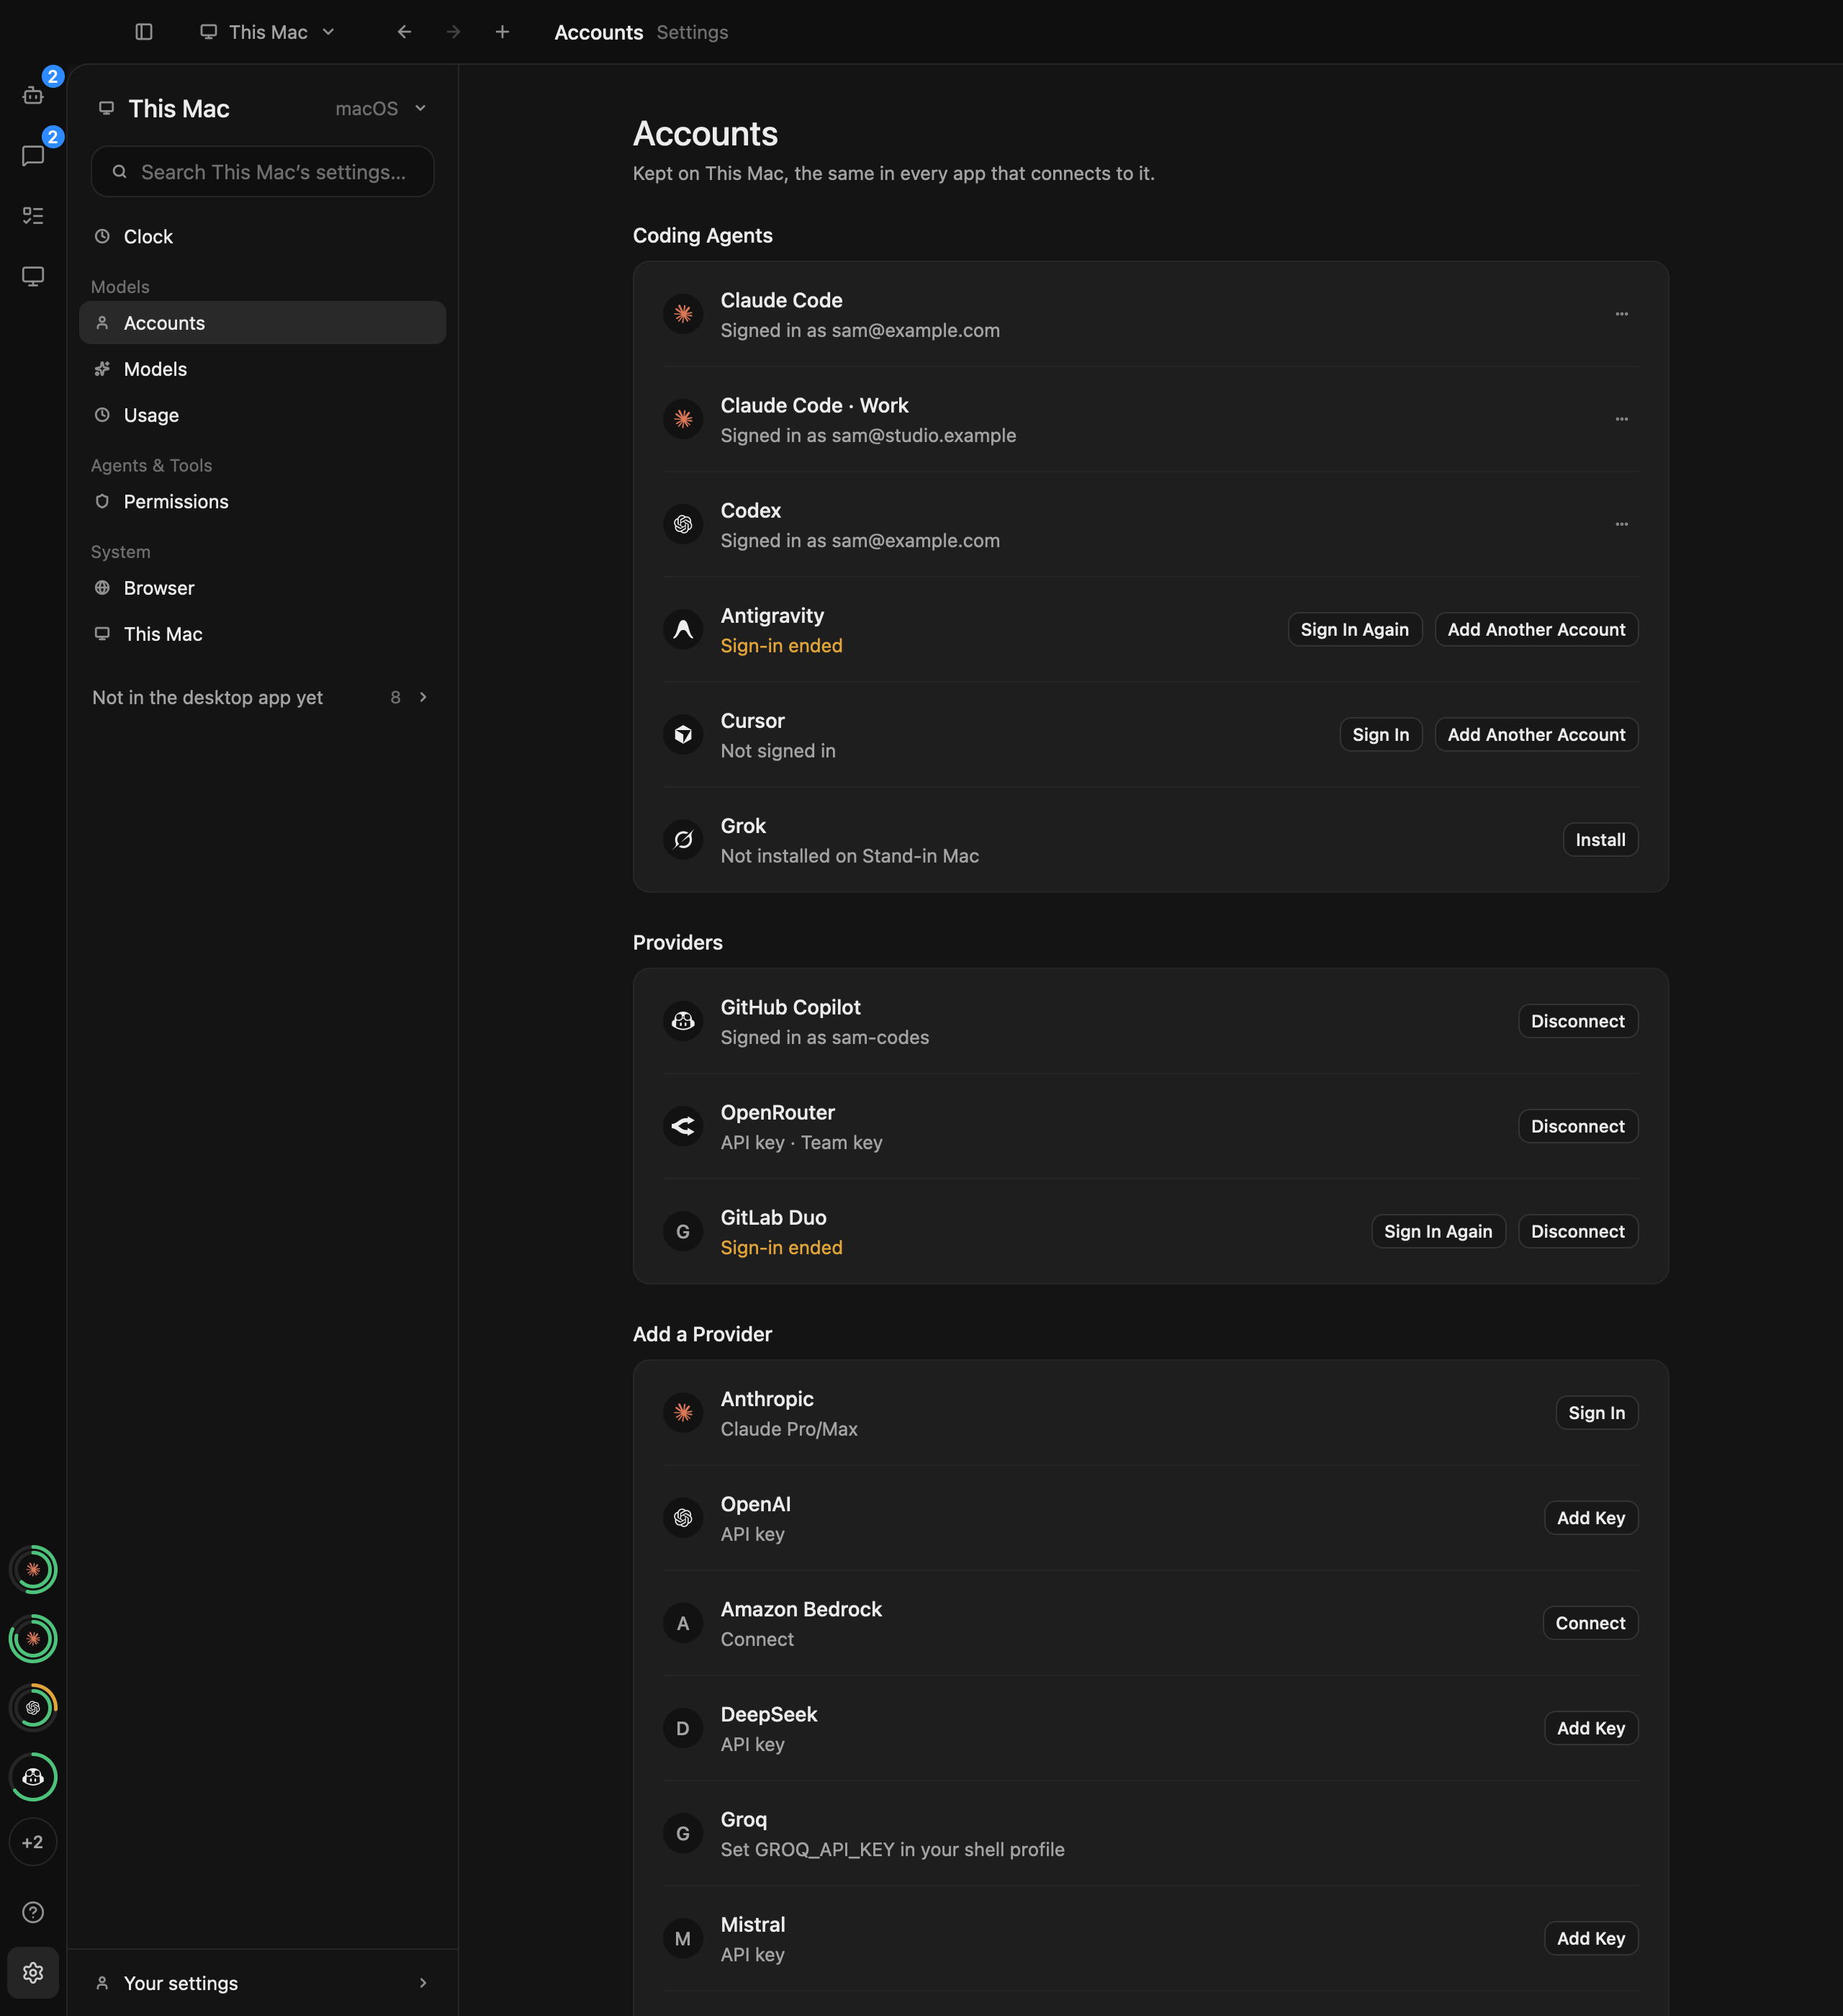 This Mac
Accounts Settings
2
2
This Mac macOS
Search This Mac’s settings...
Clock
Models
Accounts
Models
Usage
Agents & Tools
Permissions
System
Browser
This Mac
Not in the desktop app yet 8
+2
Your settings
Accounts
Kept on This Mac, the same in every app that connects to it.
Coding Agents
Claude Code
Signed in as sam@example.com
Claude Code · Work
Signed in as sam@studio.example
Codex
Signed in as sam@example.com
Antigravity
Sign-in ended
Sign In Again Add Another Account
Cursor
Not signed in
Sign In Add Another Account
Grok
Not installed on Stand-in Mac
Install
Providers
GitHub Copilot
Signed in as sam-codes
Disconnect
OpenRouter
API key · Team key
Disconnect
G
GitLab Duo
Sign-in ended
Sign In Again Disconnect
Add a Provider
Anthropic
Claude Pro/Max
Sign In
OpenAI
API key
Add Key
A
Amazon Bedrock
Connect
Connect
D
DeepSeek
API key
Add Key
G
Groq
Set GROQ_API_KEY in your shell profile
M
Mistral
API key
Add Key